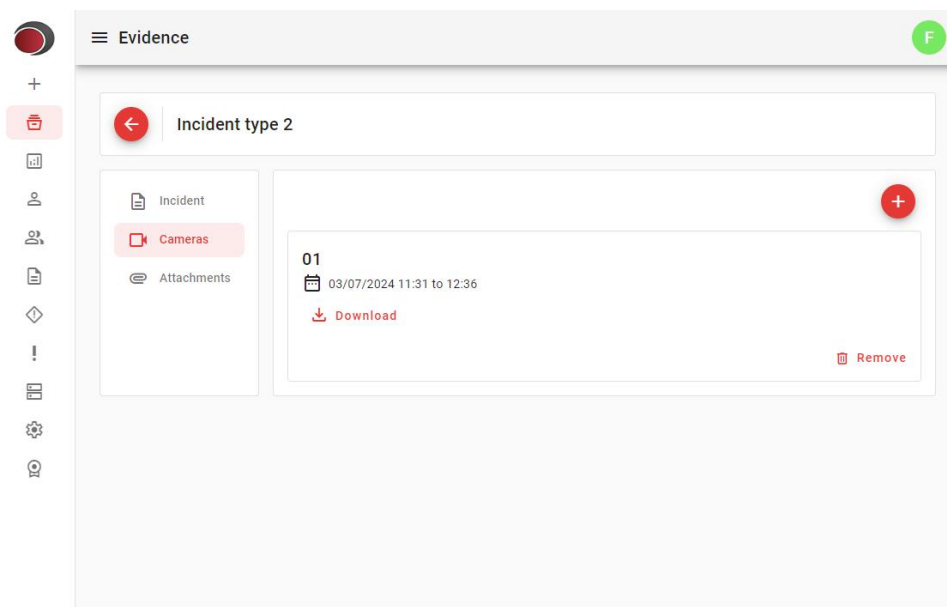 Evidence
F
Incident type 2
Incident
Cameras
Attachments
01
03/07/2024 11:31 to 12:36
Download
Remove